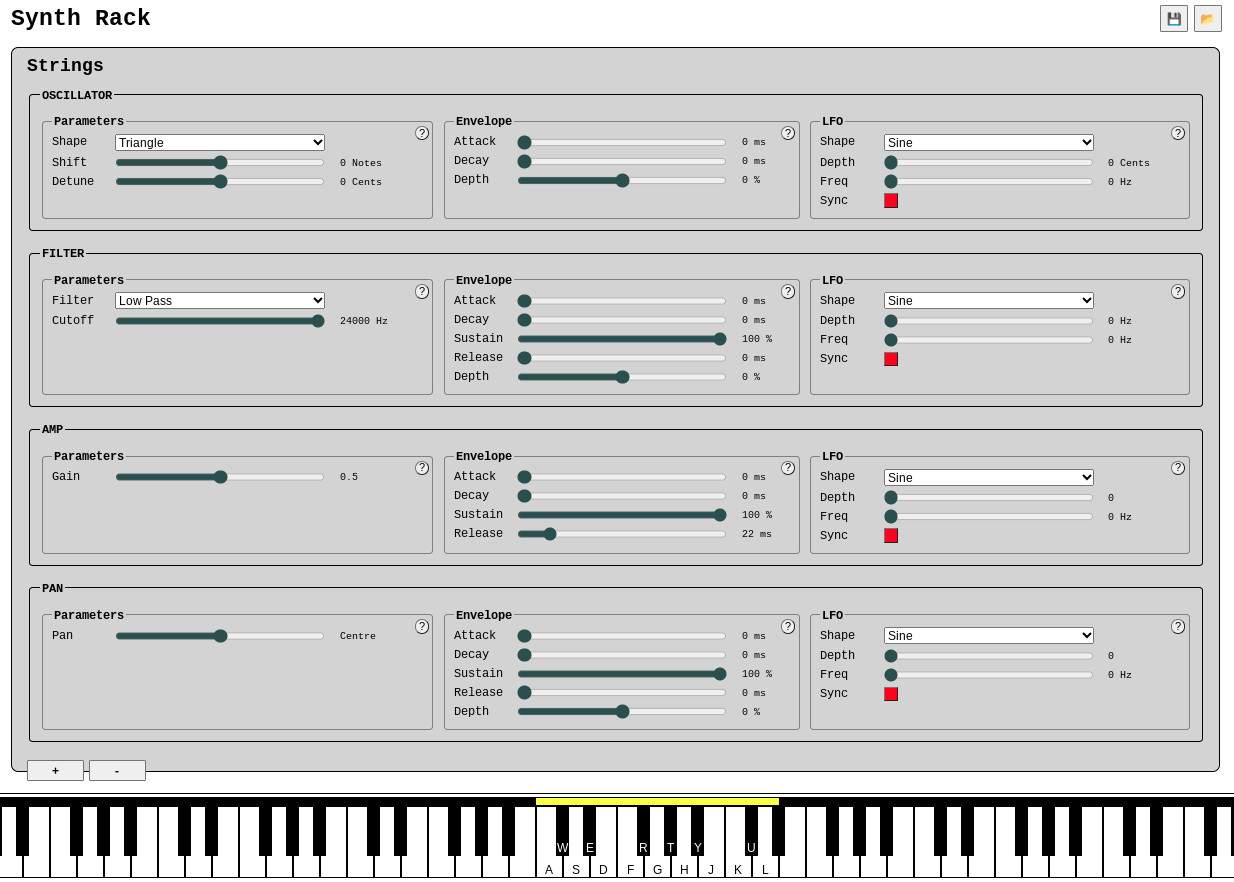 Synth Rack
Strings
OSCILLATOR
Parameters
?
Shape Triangle
Shift 0 Notes
Detune 0 Cents
Envelope
?
Attack 0 ms
Decay 0 ms
Depth 0 %
LFO
?
Shape Sine
Depth 0 Cents
Freq 0 Hz
Sync
FILTER
Parameters
?
Filter Low Pass
Cutoff 24000 Hz
Envelope
?
Attack 0 ms
Decay 0 ms
Sustain 100 %
Release 0 ms
Depth 0 %
LFO
?
Shape Sine
Depth 0 Hz
Freq 0 Hz
Sync
AMP
Parameters
?
Gain 0.5
Envelope
?
Attack 0 ms
Decay 0 ms
Sustain 100 %
Release 22 ms
LFO
?
Shape Sine
Depth 0
Freq 0 Hz
Sync
PAN
Parameters
?
Pan Centre
Envelope
?
Attack 0 ms
Decay 0 ms
Sustain 100 %
Release 0 ms
Depth 0 %
LFO
?
Shape Sine
Depth 0
Freq 0 Hz
Sync
+ -
W E R T Y U
A S D F G H J K L